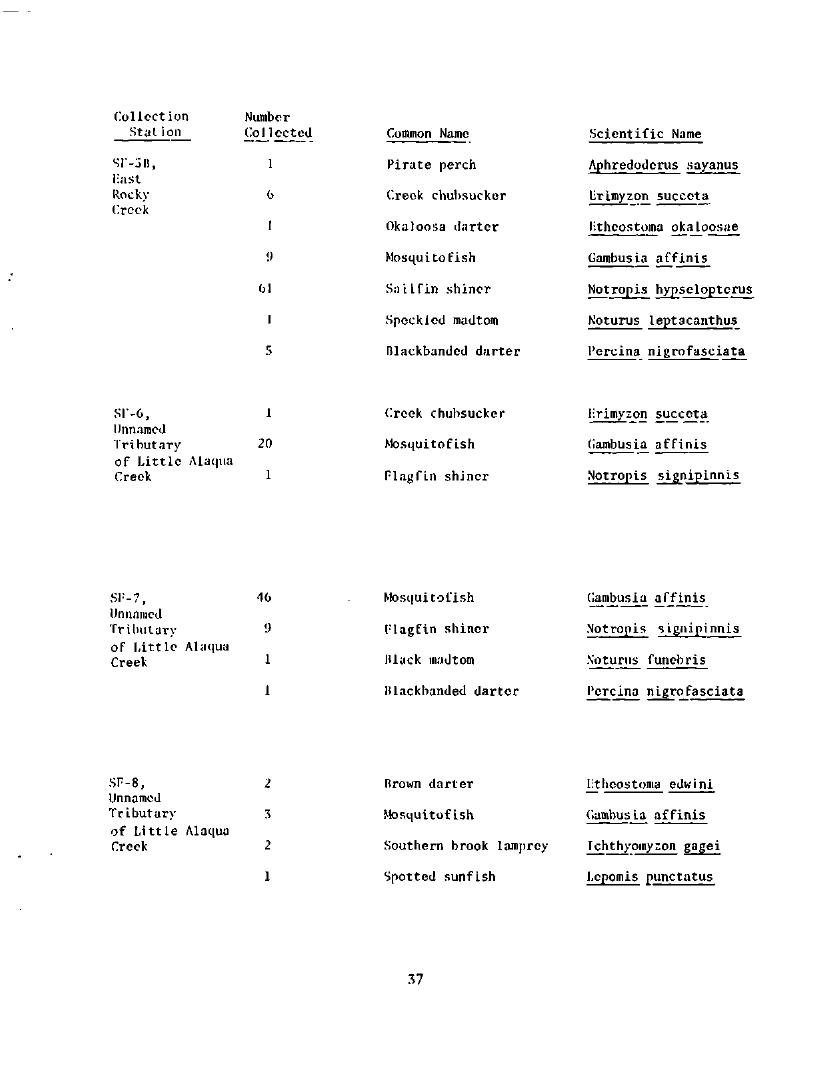 Collection Number
Station Collected Common Name Scientific Name
SF-5B, 1 Pirate perch Aphredoderus sayanus
East
Rocky 6 Creek chubsucker Erimyzon succeta
Creek
1 Okaloosa darter Etheostoma okaloosae
9 Mosquitofish Gambusia affinis
61 Sailfin shiner Notropis hypselopterus
1 Speckled madtom Noturus leptacanthus
5 Blackbanded darter Percina nigrofasciata
SF-6, 1 Creek chubsucker Erimyzon succeta
Unnamed
Tributary 20 Mosquitofish Gambusia affinis
of Little Alaqua
Creek 1 Flagfin shiner Notropis signipinnis
SF-7, 46 Mosquitofish Gambusia affinis
Unnamed
Tributary 9 Flagfin shiner Notropis signipinnis
of Little Alaqua
Creek 1 Black madtom Noturus funebris
1 Blackbanded darter Percina nigrofasciata
SF-8, 2 Brown darter Etheostoma edwini
Unnamed
Tributary 3 Mosquitofish Gambusia affinis
of Little Alaqua
Creek 2 Southern brook lamprey Ichthyomyzon gagei
1 Spotted sunfish Lepomis punctatus
37